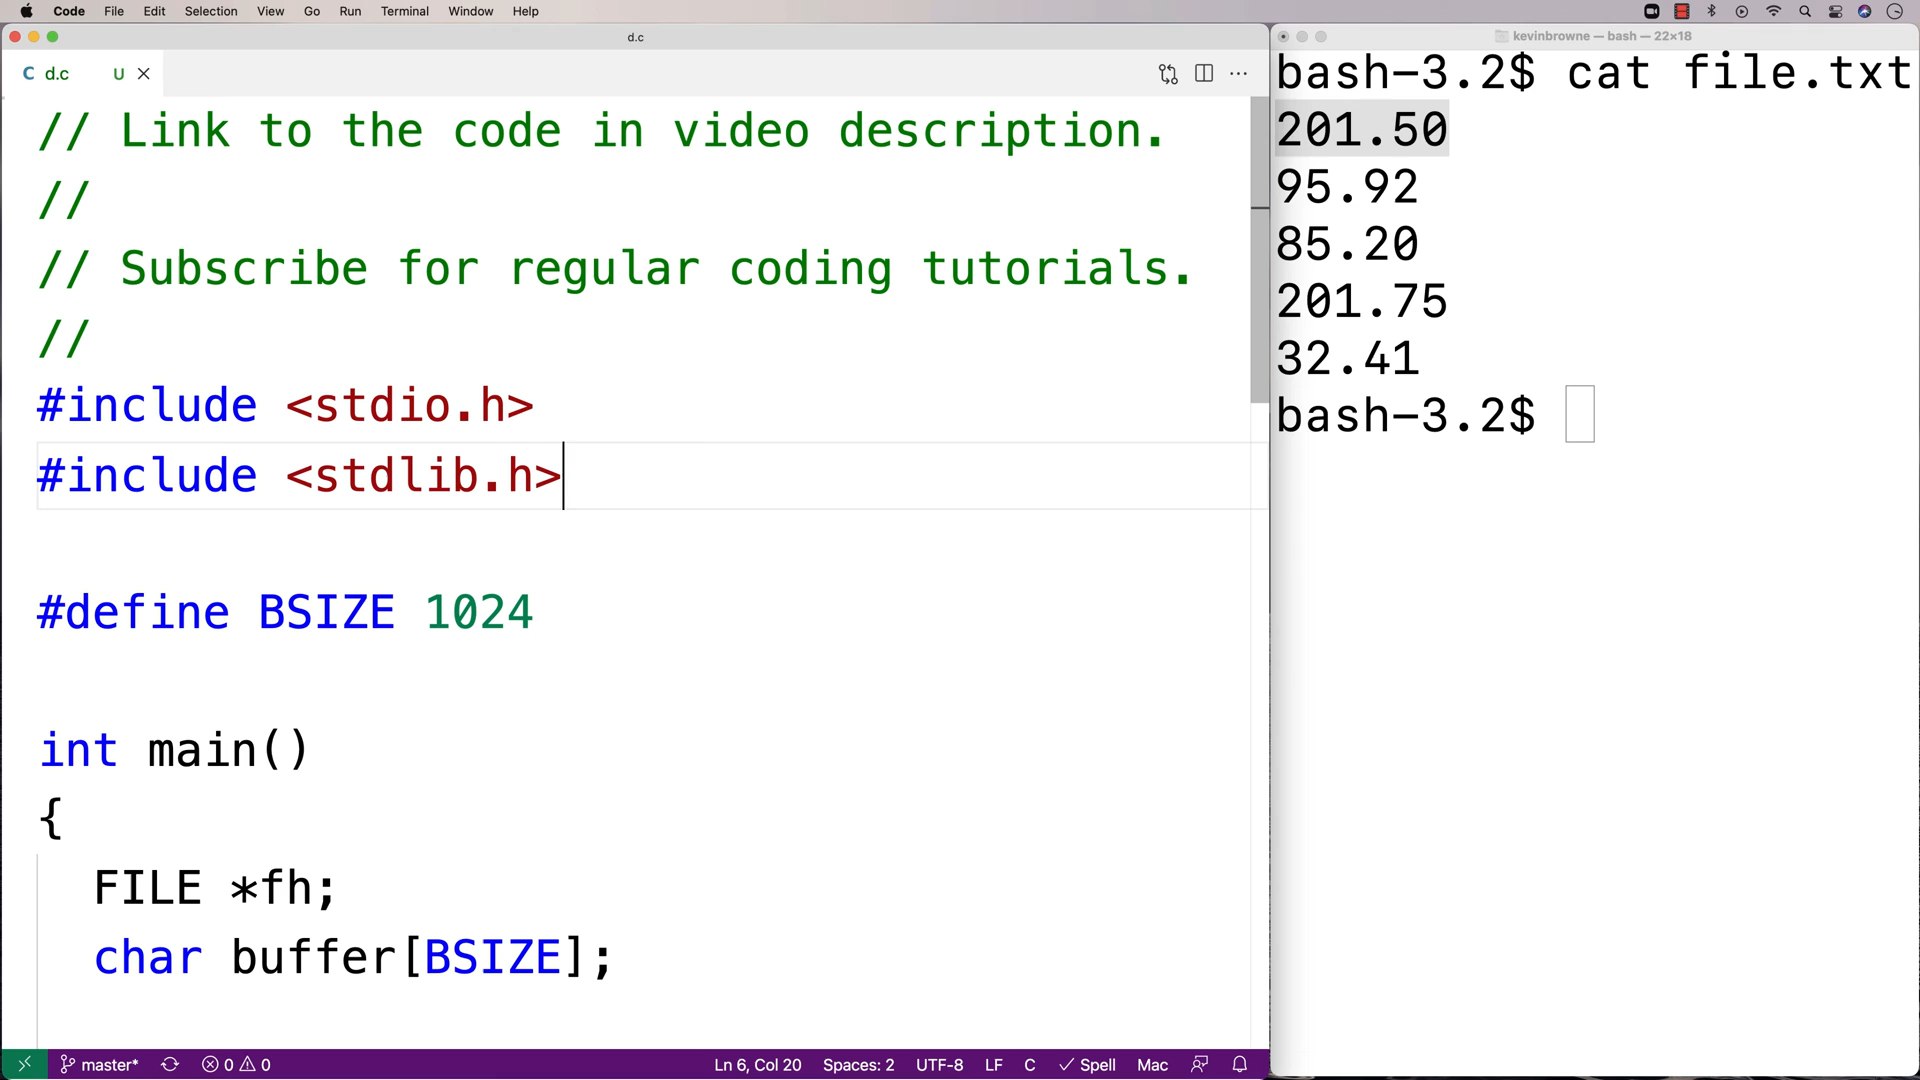 Code File Edit Selection View Go Run Terminal Window Help
d.c
C d.c U
// Link to the code in video description.
//
// Subscribe for regular coding tutorials.
//
#include <stdio.h>
#include <stdlib.h>
#define BSIZE 1024
int main()
{
FILE *fh;
char buffer[BSIZE];
master* 0 0 Ln 6, Col 20 Spaces: 2 UTF-8 LF C Spell Mac
kevinbrowne — bash — 22×18
bash-3.2$ cat file.txt
201.50
95.92
85.20
201.75
32.41
bash-3.2$